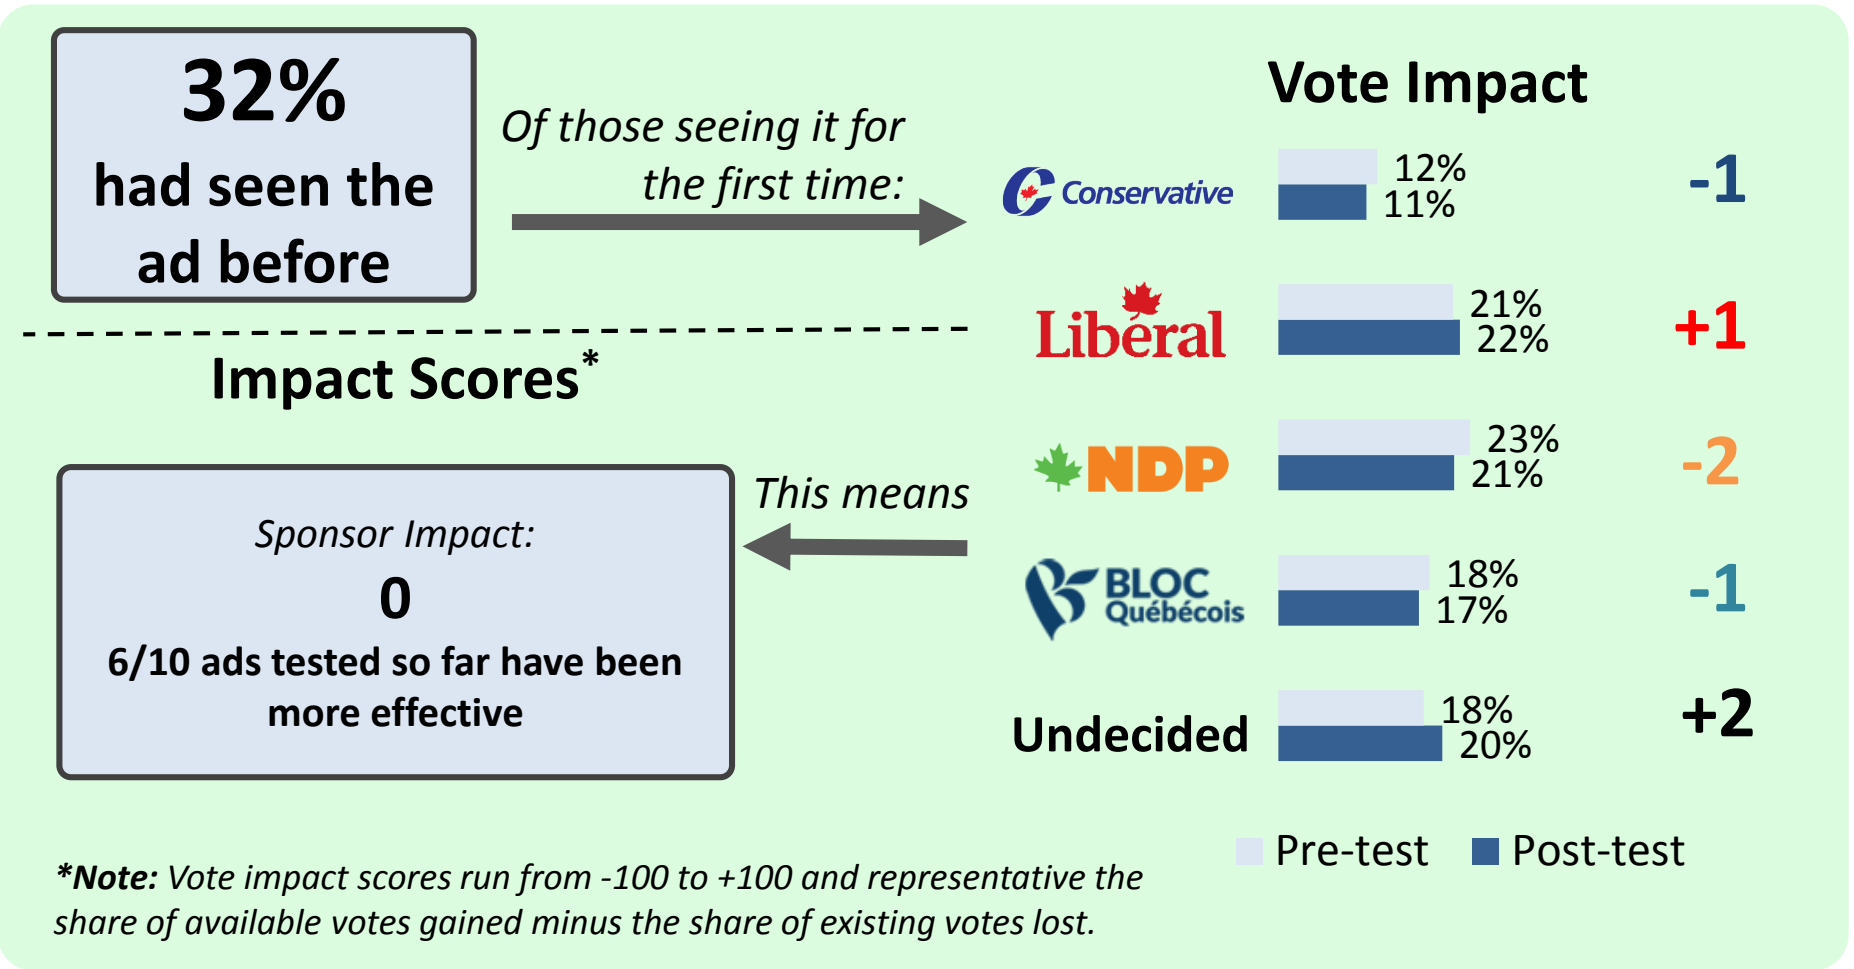 32%
had seen the
ad before
Of those seeing it for
the first time:
Impact Scores*
Sponsor Impact:
0
6/10 ads tested so far have been
more effective
This means
Vote Impact
Conservative
12%
11%
-1
Liberal
21%
22%
+1
NDP
23%
21%
-2
BLOC
Québécois
18%
17%
-1
Undecided
18%
20%
+2
Pre-test Post-test
*Note: Vote impact scores run from -100 to +100 and representative the
share of available votes gained minus the share of existing votes lost.